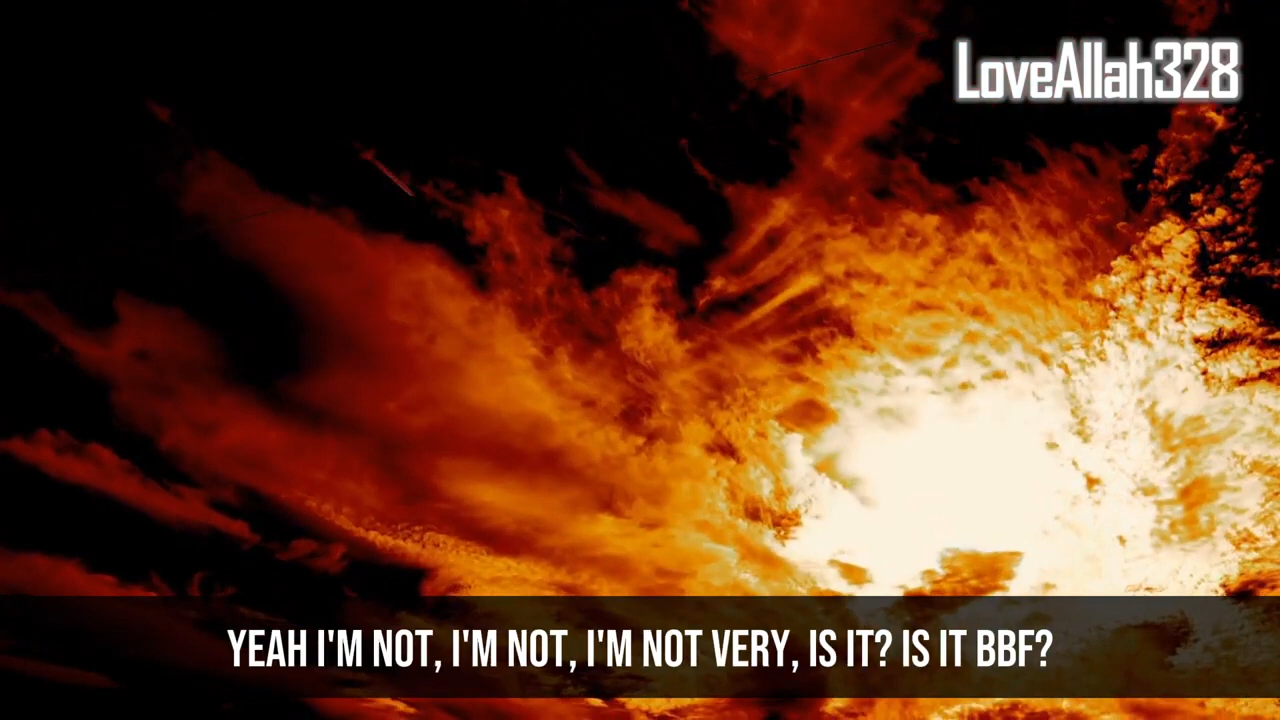 LoveAllah328
YEAH I'M NOT, I'M NOT, I'M NOT VERY, IS IT? IS IT BBF?